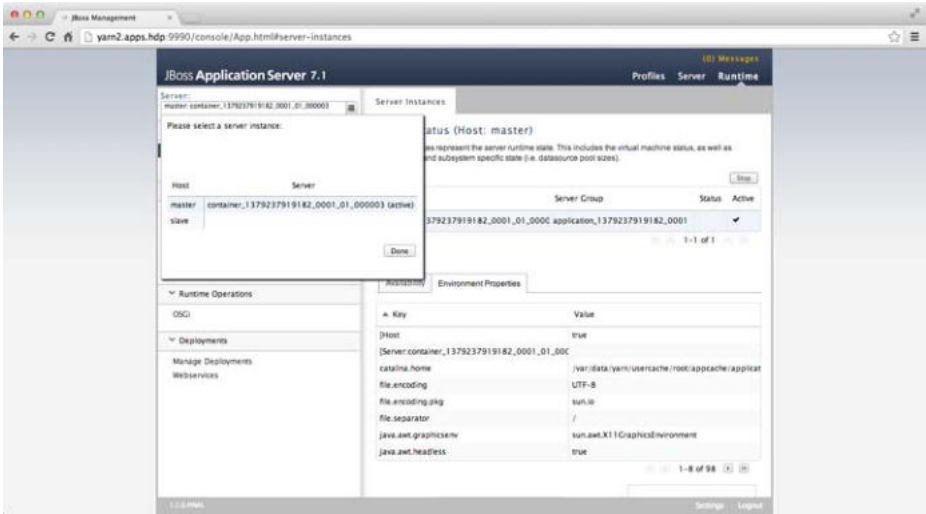 JBoss Management
yarn2.apps.hdp:9990/console/App.html#server-instances
(0) Messages
JBoss Application Server 7.1
Profiles Server Runtime
Server:
master: container_1379237919182_0001_01_000003
Server Instances
Please select a server instance:
atus (Host: master)
es represent the server runtime state. This includes the virtual machine status, as well as
nd subsystem specific state (i.e. datasource pool sizes).
Stop
Host Server
Server Group Status Active
master container_1379237919182_0001_01_000003 (active)
slave
379237919182_0001_01_0000 application_1379237919182_0001 ✔
1-1 of 1
Done
Availability Environment Properties
Runtime Operations
OSGi
Key Value
Deployments
[Host true
[Server:container_1379237919182_0001_01_000
Manage Deployments
Webservices
catalina.home /var/data/yarn/usercache/root/appcache/applicat
file.encoding UTF-8
file.encoding.pkg sun.io
file.separator /
java.awt.graphicsenv sun.awt.X11GraphicsEnvironment
java.awt.headless true
1-8 of 98
Settings Logout